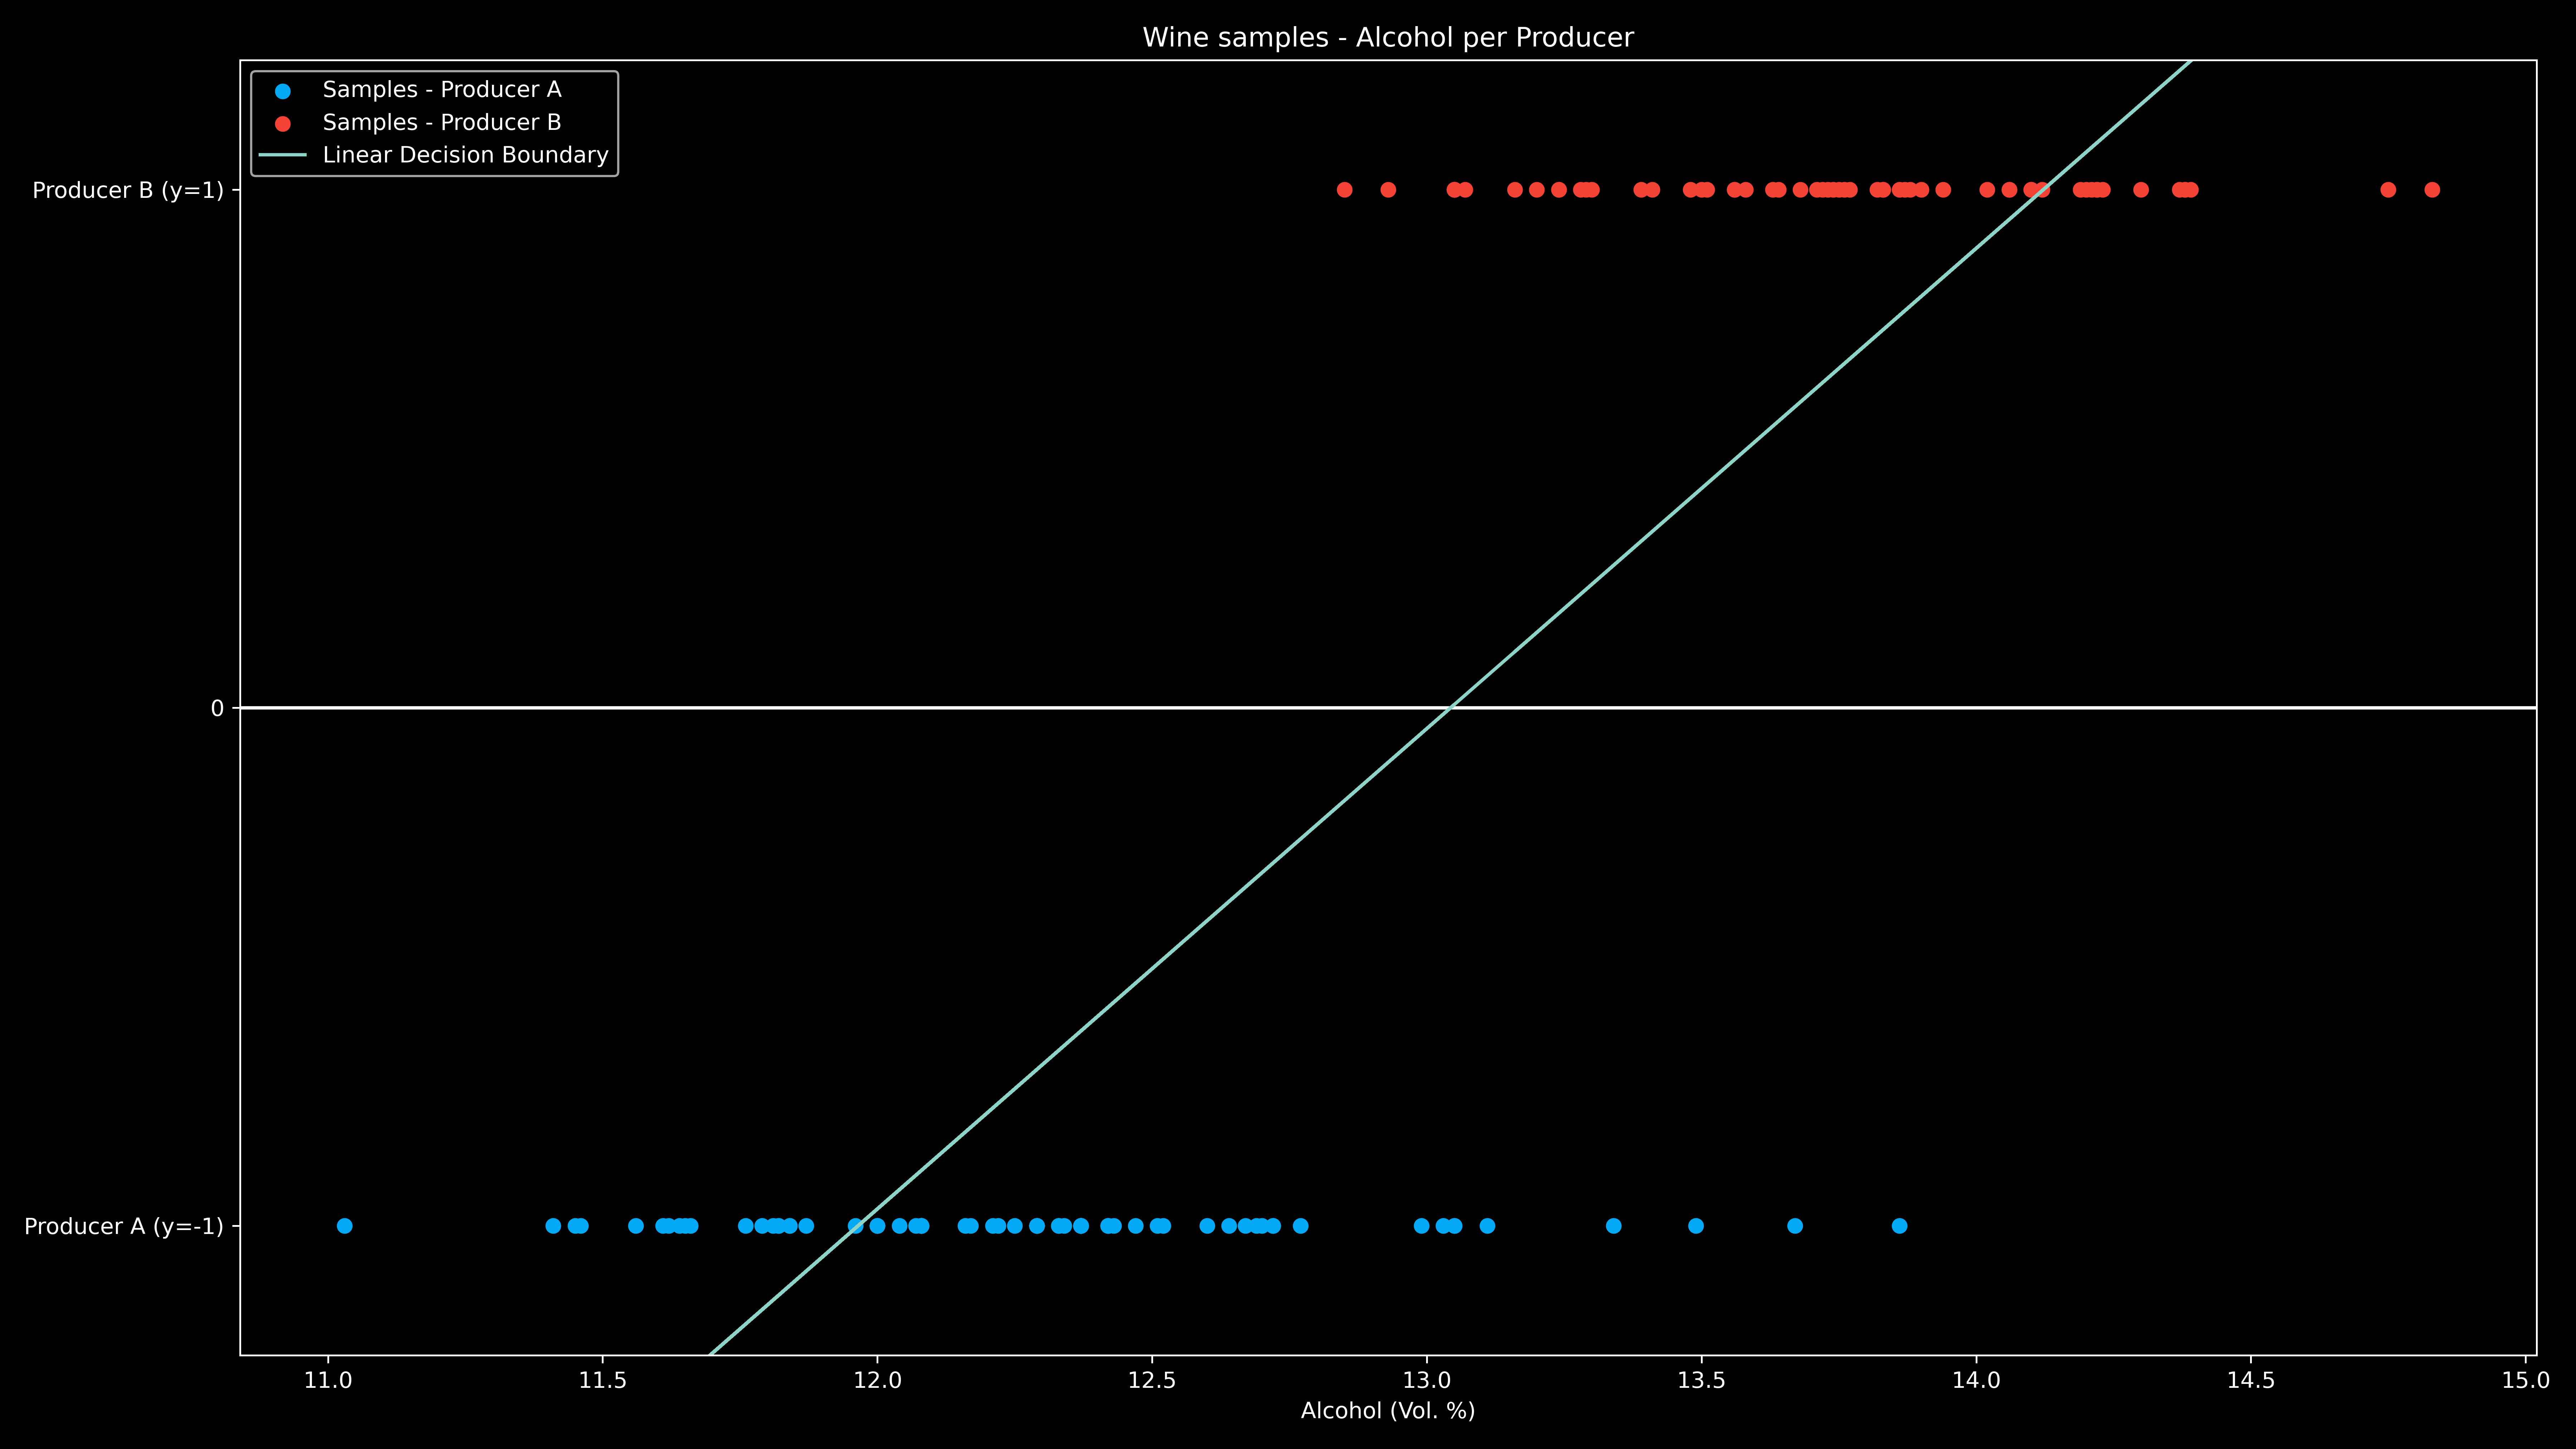 Wine samples - Alcohol per Producer
Samples - Producer A
Samples - Producer B
Linear Decision Boundary
Producer B (y=1)
0
Producer A (y=-1)
11.0 11.5 12.0 12.5 13.0 13.5 14.0 14.5 15.0
Alcohol (Vol. %)